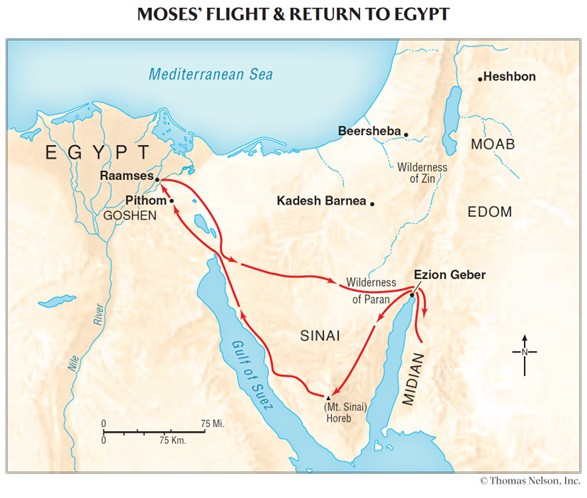 MOSES' FLIGHT & RETURN TO EGYPT
Mediterranean Sea
Heshbon
Beersheba
MOAB
EGYPT
Wilderness
of Zin
Raamses
Pithom
GOSHEN
Kadesh Barnea
EDOM
Ezion Geber
Wilderness
of Paran
SINAI
Nile River
Gulf of Suez
MIDIAN
N
(Mt. Sinai)
Horeb
0 75 Mi.
0 75 Km.
© Thomas Nelson, Inc.